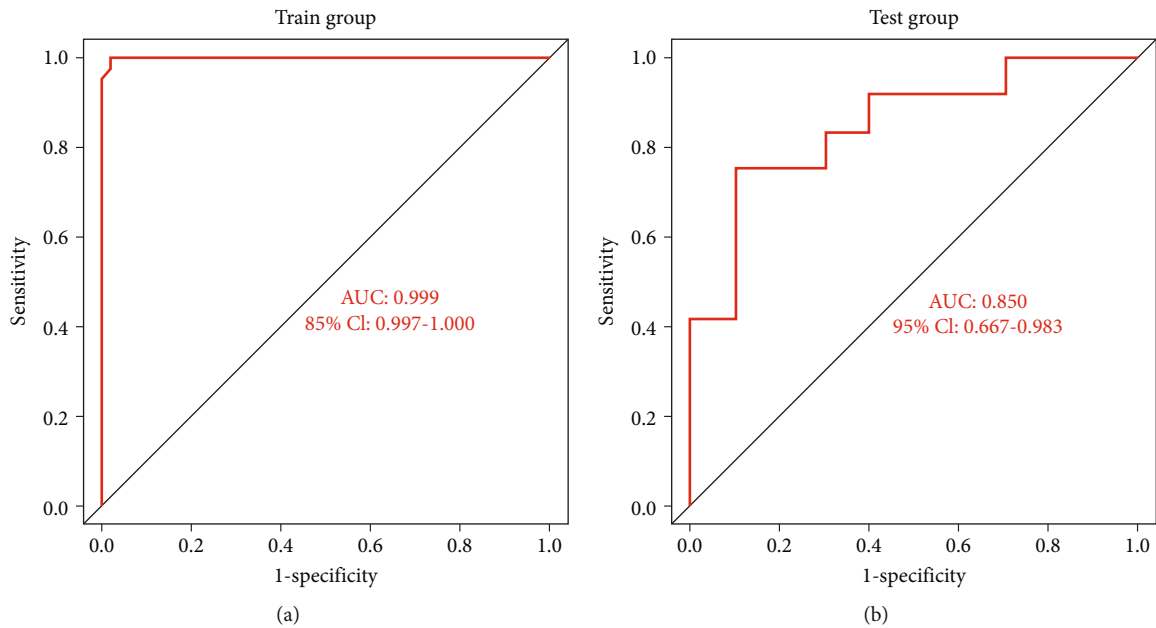 Train group
1.0
0.8
0.6
0.4
0.2
0.0
Sensitivity
AUC: 0.999
85% Cl: 0.997-1.000
0.0 0.2 0.4 0.6 0.8 1.0
1-specificity
(a)
Test group
1.0
0.8
0.6
0.4
0.2
0.0
Sensitivity
AUC: 0.850
95% Cl: 0.667-0.983
0.0 0.2 0.4 0.6 0.8 1.0
1-specificity
(b)